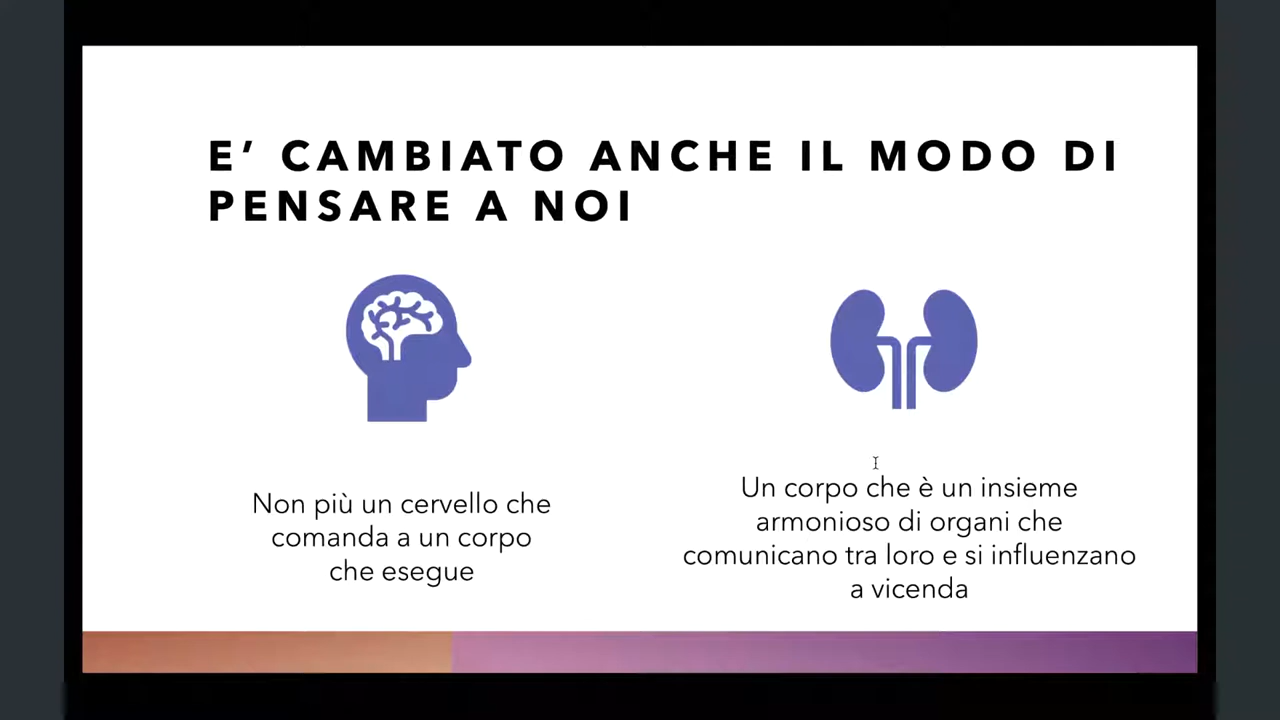 E’ CAMBIATO ANCHE IL MODO DI
PENSARE A NOI
Non più un cervello che
comanda a un corpo
che esegue
Un corpo che è un insieme
armonioso di organi che
comunicano tra loro e si influenzano
a vicenda